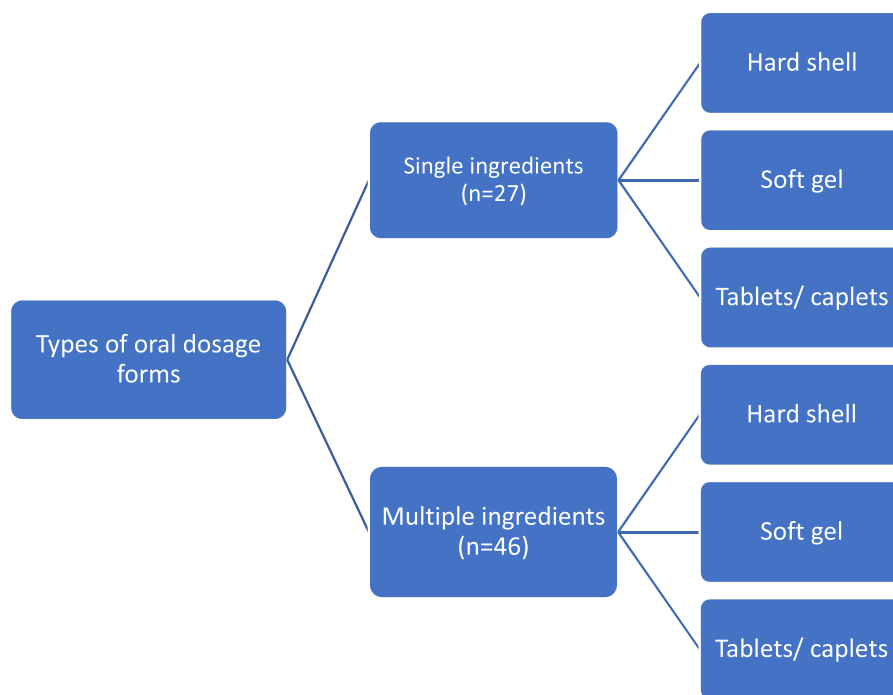 Types of oral dosage
forms
Single ingredients
(n=27)
Hard shell
Soft gel
Tablets/ caplets
Multiple ingredients
(n=46)
Hard shell
Soft gel
Tablets/ caplets